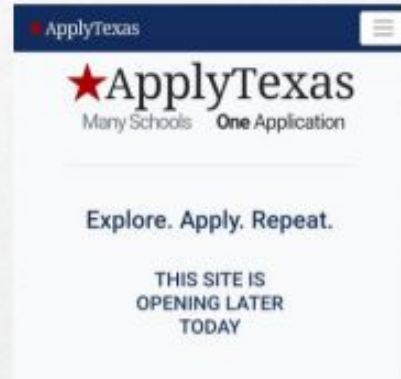 ApplyTexas
ApplyTexas
Many Schools One Application
Explore. Apply. Repeat.
THIS SITE IS
OPENING LATER
TODAY